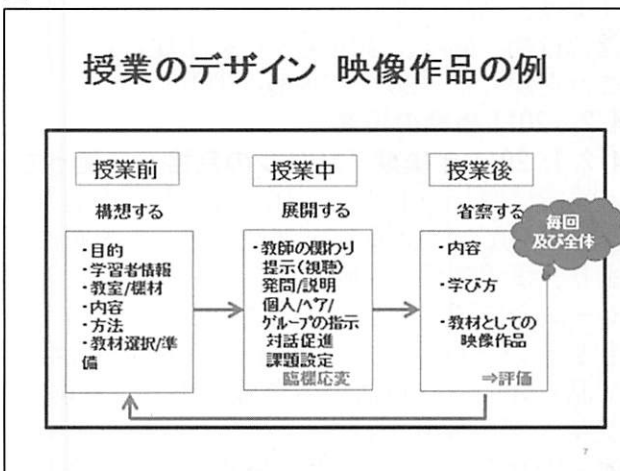 授業のデザイン 映像作品の例
授業前
構想する
・目的
・学習者情報
・教室/機材
・内容
・方法
・教材選択/準
備
授業中
展開する
・教師の関わり
提示(視聴)
発問/説明
個人/ペア/
グループの指示
対話促進
課題設定
臨機応変
授業後
省察する
毎回
及び全体
・内容
・学び方
・教材としての
映像作品
⇒評価
7